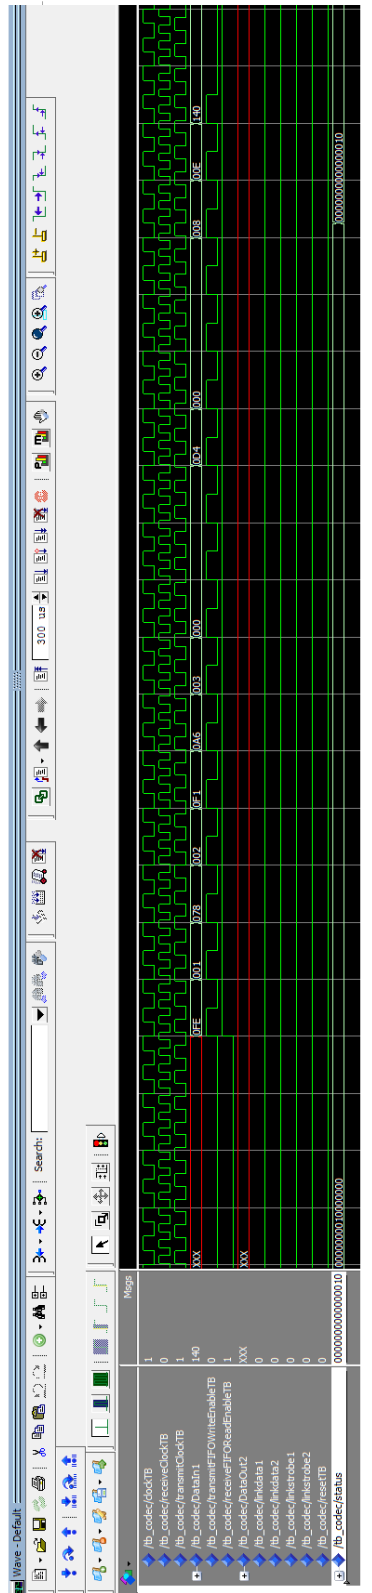 Wave - Default
Search:
300 us
Msgs
/tb_codec/clockTB 1
/tb_codec/receiveClockTB 0
/tb_codec/transmitClockTB 1
/tb_codec/DataIn1 140 XXX 0FE 001 078 002 0F1 0A6 003 000 0D4 000 008 00E 140
/tb_codec/transmitFIFOWriteEnableTB 0
/tb_codec/receiveFIFOReadEnableTB 1
/tb_codec/DataOut2 XXX XXX
/tb_codec/linkdata1 0
/tb_codec/linkdata2 0
/tb_codec/linkstrobe1 0
/tb_codec/linkstrobe2 0
/tb_codec/resetTB 0